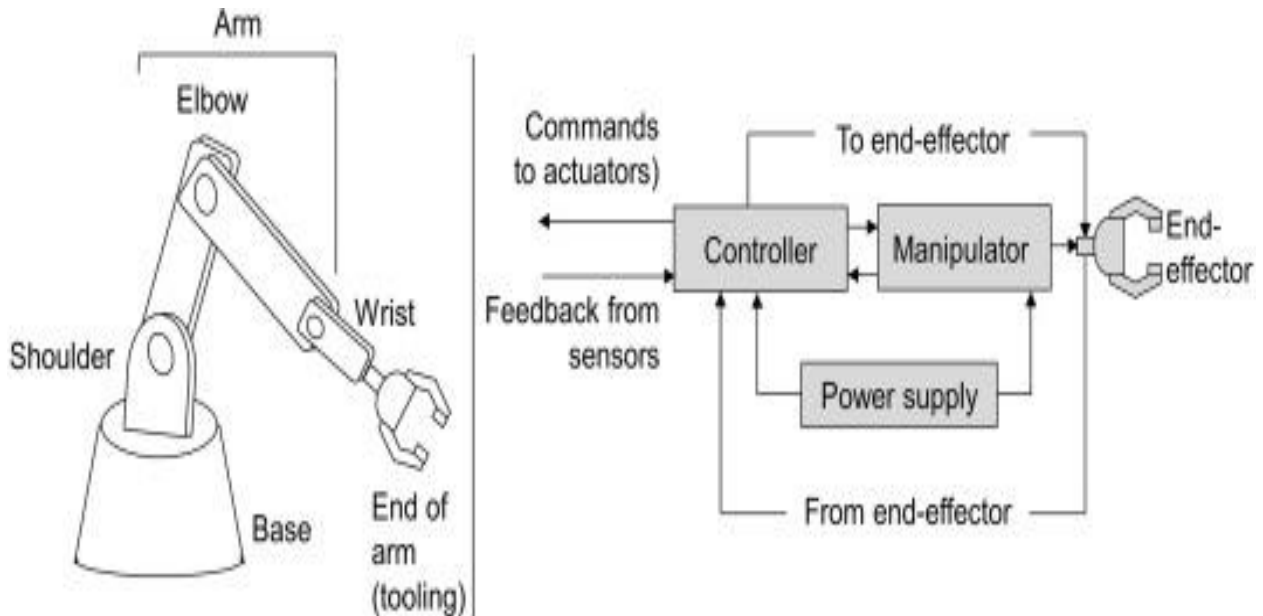 Arm
Elbow
Wrist
Shoulder
Base
End of
arm
(tooling)
Commands
to actuators)
To end-effector
Controller
Manipulator
End-
effector
Feedback from
sensors
Power supply
From end-effector